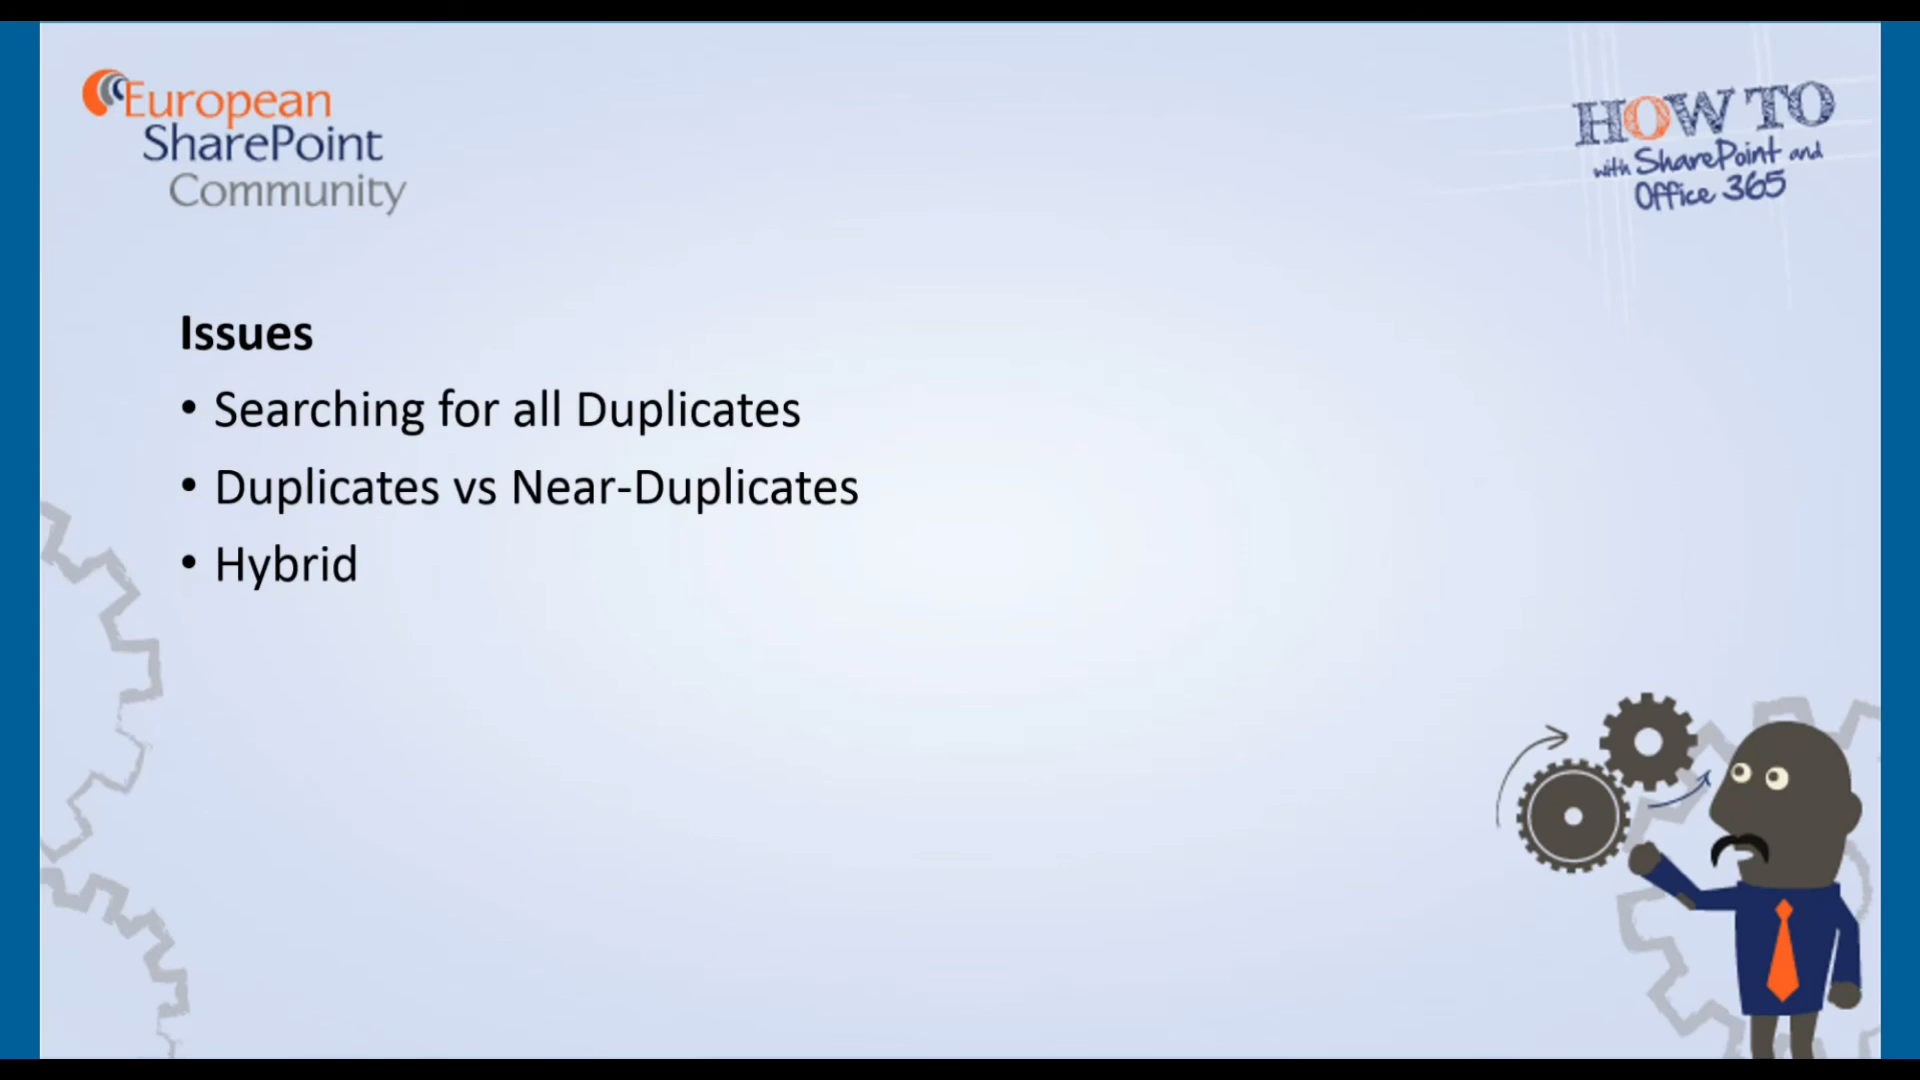 European
SharePoint
Community
HOW TO
with SharePoint and
Office 365
Issues
• Searching for all Duplicates
• Duplicates vs Near-Duplicates
• Hybrid